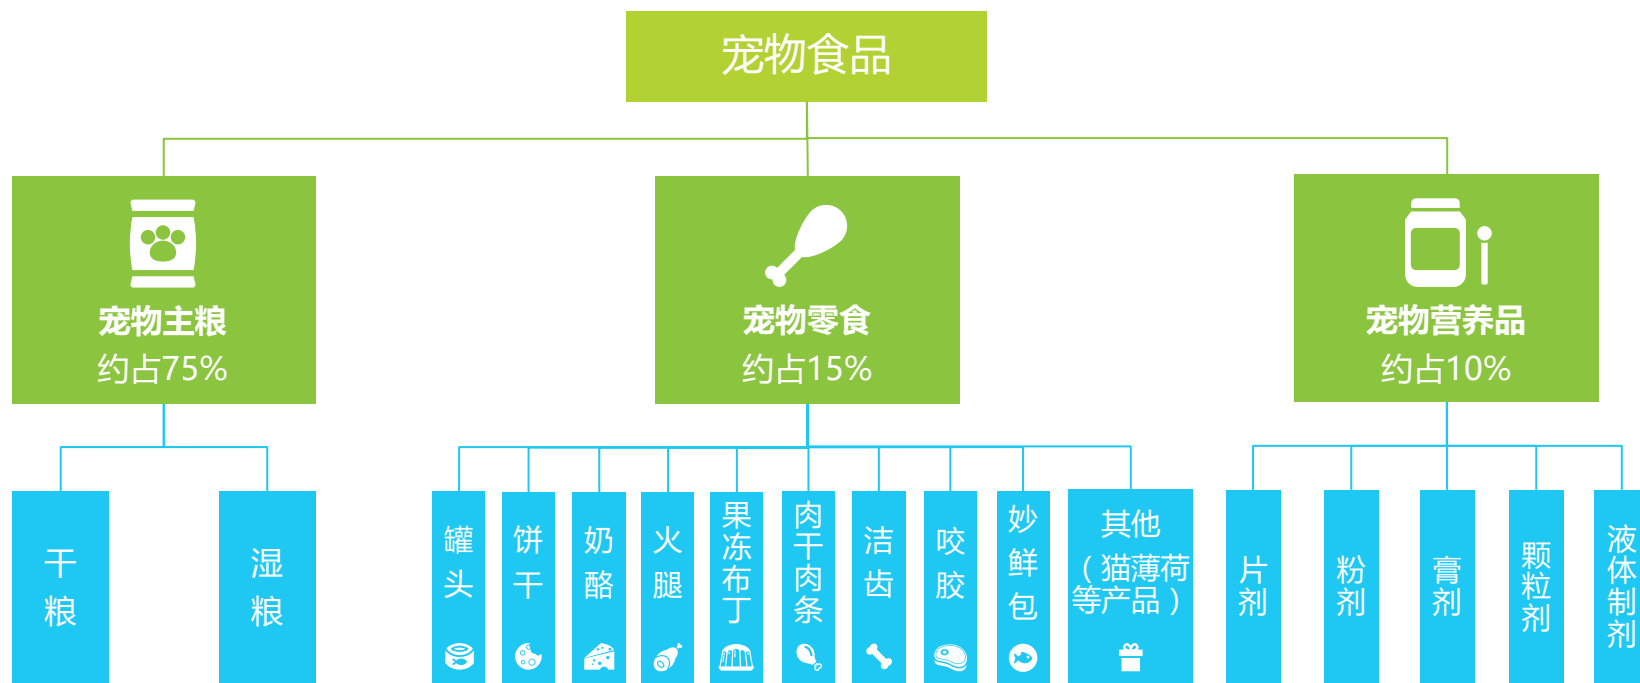 宠物食品
宠物主粮
约占75%
宠物零食
约占15%
宠物营养品
约占10%
干粮
湿粮
罐头
饼干
奶酪
火腿
果冻布丁
肉干肉条
洁齿
咬胶
妙鲜包
其他
（猫薄荷
等产品）
片剂
粉剂
膏剂
颗粒剂
液体制剂